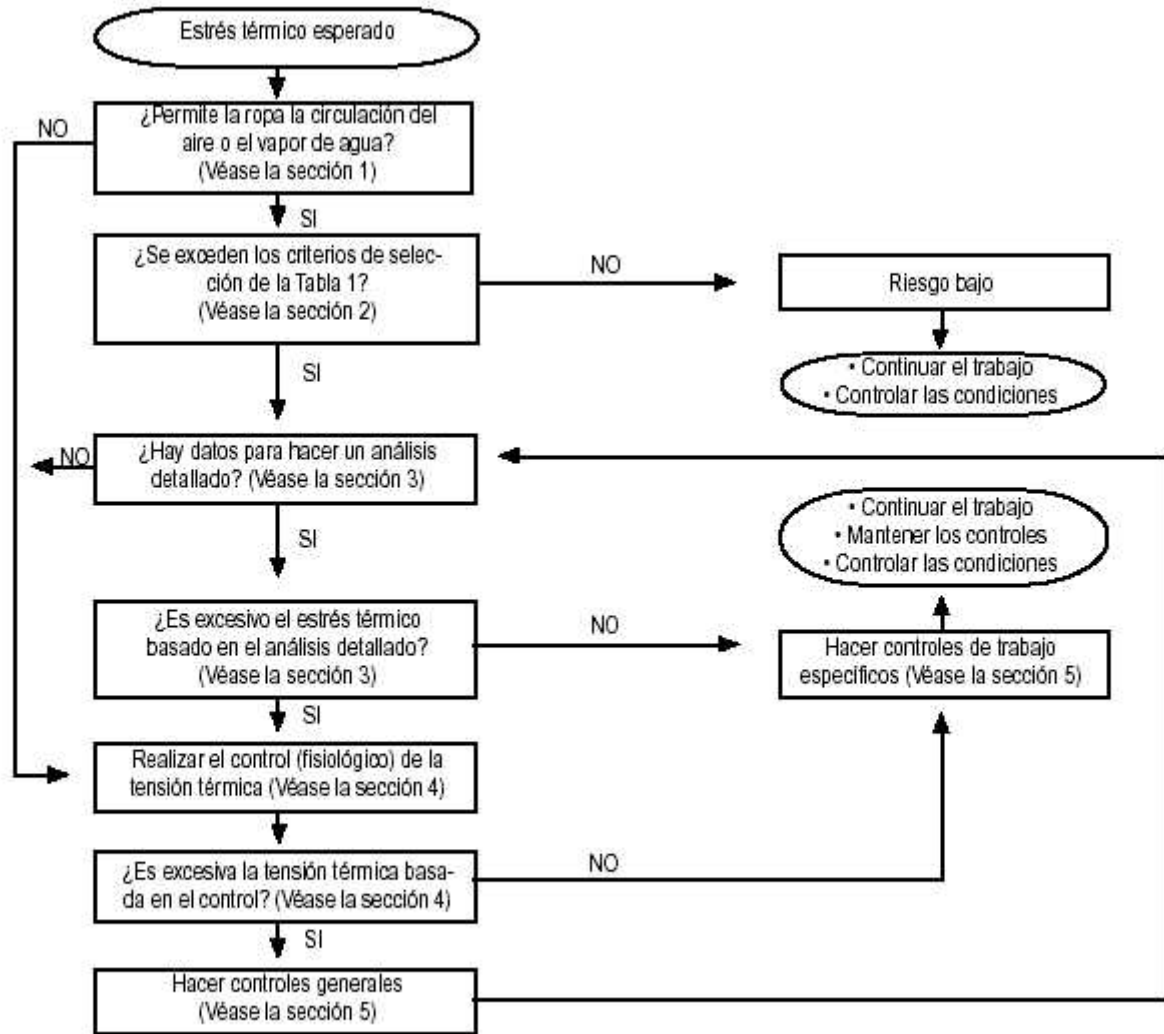 Estrés térmico esperado
¿Permite la ropa la circulación del
aire o el vapor de agua?
(Véase la sección 1)
NO
SI
¿Se exceden los criterios de selec-
ción de la Tabla 1?
(Véase la sección 2)
NO
Riesgo bajo
• Continuar el trabajo
• Controlar las condiciones
SI
¿Hay datos para hacer un análisis
detallado? (Véase la sección 3)
NO
SI
• Continuar el trabajo
• Mantener los controles
• Controlar las condiciones
¿Es excesivo el estrés térmico
basado en el análisis detallado?
(Véase la sección 3)
NO
Hacer controles de trabajo
específicos (Véase la sección 5)
SI
Realizar el control (fisiológico) de la
tensión térmica (Véase la sección 4)
¿Es excesiva la tensión térmica basa-
da en el control? (Véase la sección 4)
NO
SI
Hacer controles generales
(Véase la sección 5)